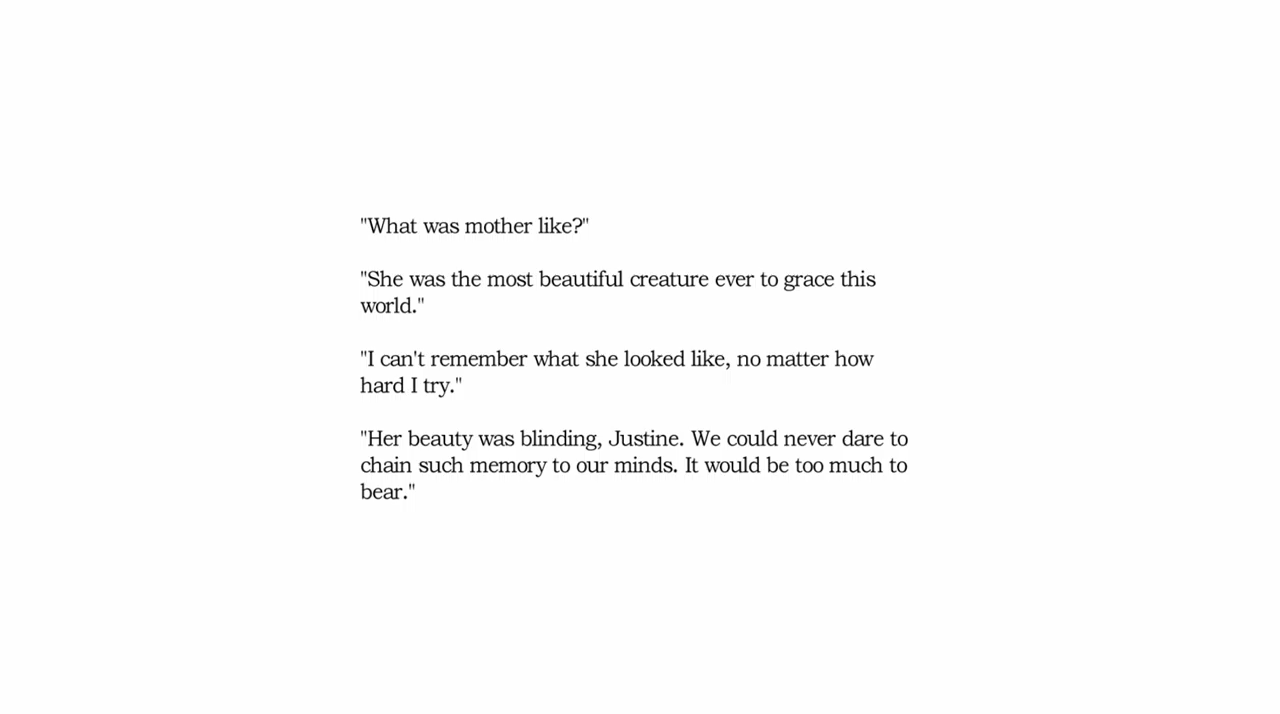 "What was mother like?"
"She was the most beautiful creature ever to grace this
world."
"I can't remember what she looked like, no matter how
hard I try."
"Her beauty was blinding, Justine. We could never dare to
chain such memory to our minds. It would be too much to
bear."